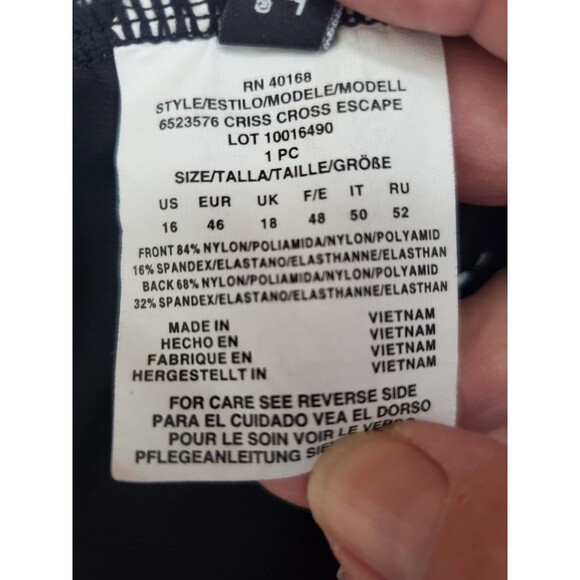 RN 40168
STYLE/ESTILO/MODELE/MODELL
6523576 CRISS CROSS ESCAPE
LOT 10016490
1 PC
SIZE/TALLA/TAILLE/GRÖßE
US EUR UK F/E IT RU
16 46 18 48 50 52
FRONT 84% NYLON/POLIAMIDA/NYLON/POLYAMID
16% SPANDEX/ELASTANO/ELASTHANNE/ELASTHAN
BACK 68% NYLON/POLIAMIDA/NYLON/POLYAMID
32% SPANDEX/ELASTANO/ELASTHANNE/ELASTHAN
MADE IN VIETNAM
HECHO EN VIETNAM
FABRIQUE EN VIETNAM
HERGESTELLT IN VIETNAM
FOR CARE SEE REVERSE SIDE
PARA EL CUIDADO VEA EL DORSO
POUR LE SOIN VOIR LE
PFLEGEANLEITUNG